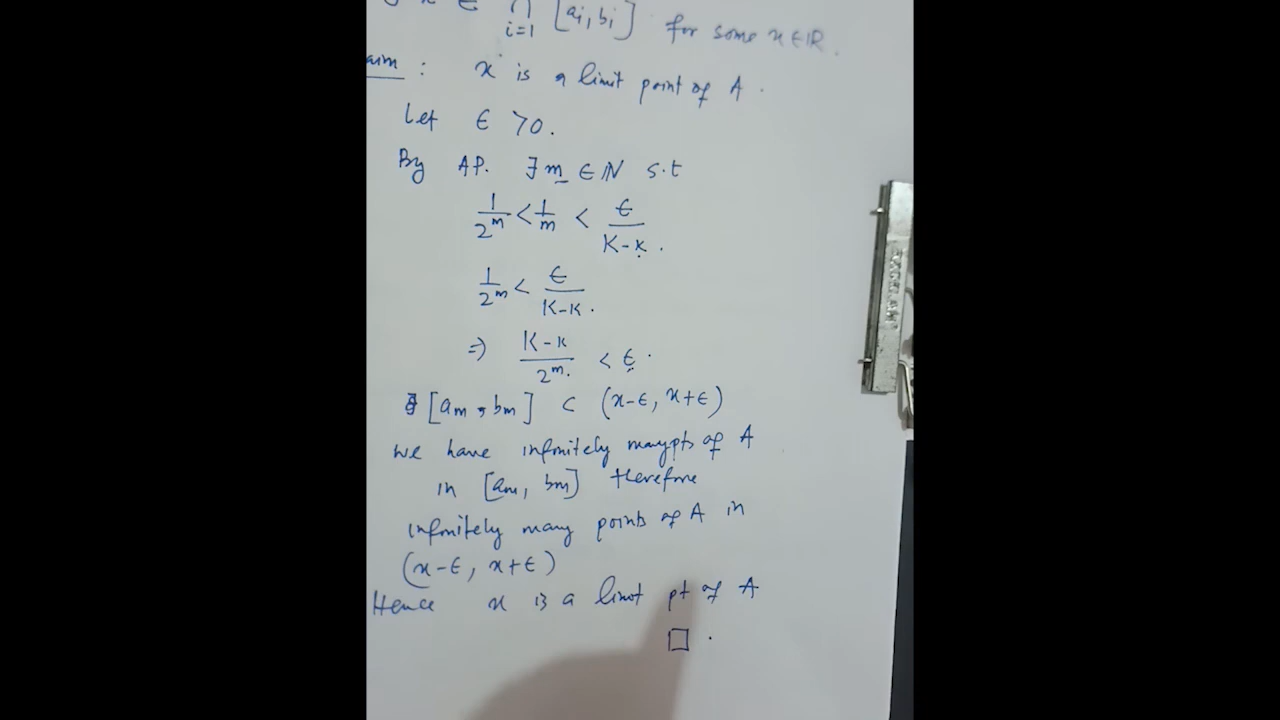 x ∈ ∩ i=1 [ai, bi] for some x ∈ ℝ.
aim : x is a limit point of A.
Let ϵ > 0.
By AP. ∃ m ∈ ℕ s.t
1/2^m < 1/m < ϵ/(K-k).
1/2^m < ϵ/(K-k).
⇒ (K-k)/2^m. < ϵ.
[am, bm] ⊂ (x-ϵ, x+ϵ)
we have infinitely many pts of A
in [am, bm] therefore
infinitely many points of A in
(x-ϵ, x+ϵ)
Hence x is a limit pt of A
□.